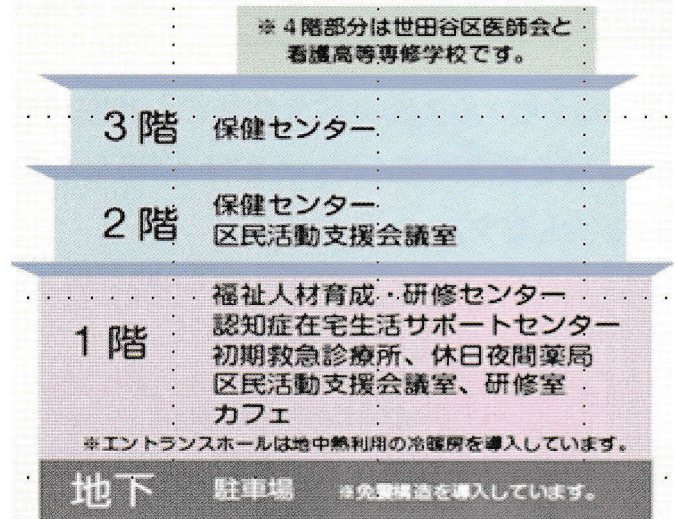 ※4階部分は世田谷区医師会と
看護高等専修学校です。
3階 保健センター
2階 保健センター
区民活動支援会議室
1階 福祉人材育成・研修センター
認知症在宅生活サポートセンター
初期救急診療所、休日夜間薬局
区民活動支援会議室、研修室
カフェ
※エントランスホールは地中熱利用の冷暖房を導入しています。
地下 駐車場 ※免震構造を導入しています。